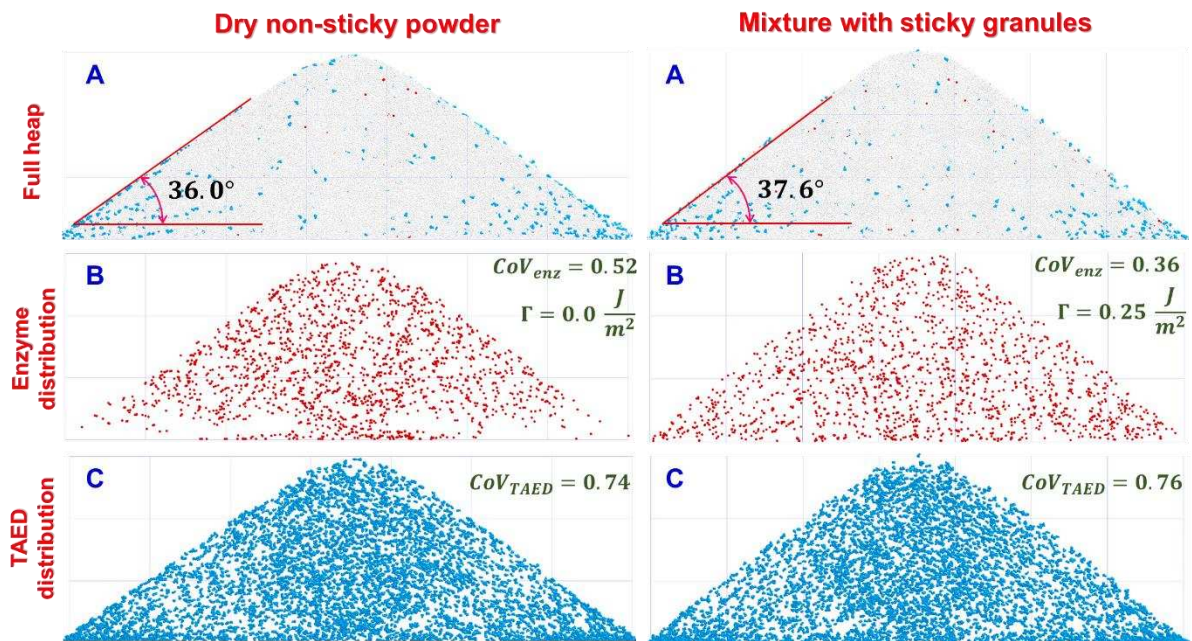 Dry non-sticky powder
Mixture with sticky granules
Full heap
A
36.0°
A
37.6°
Enzyme
distribution
B
CoV_enz = 0.52
Γ = 0.0 J/m²
B
CoV_enz = 0.36
Γ = 0.25 J/m²
TAED
distribution
C
CoV_TAED = 0.74
C
CoV_TAED = 0.76